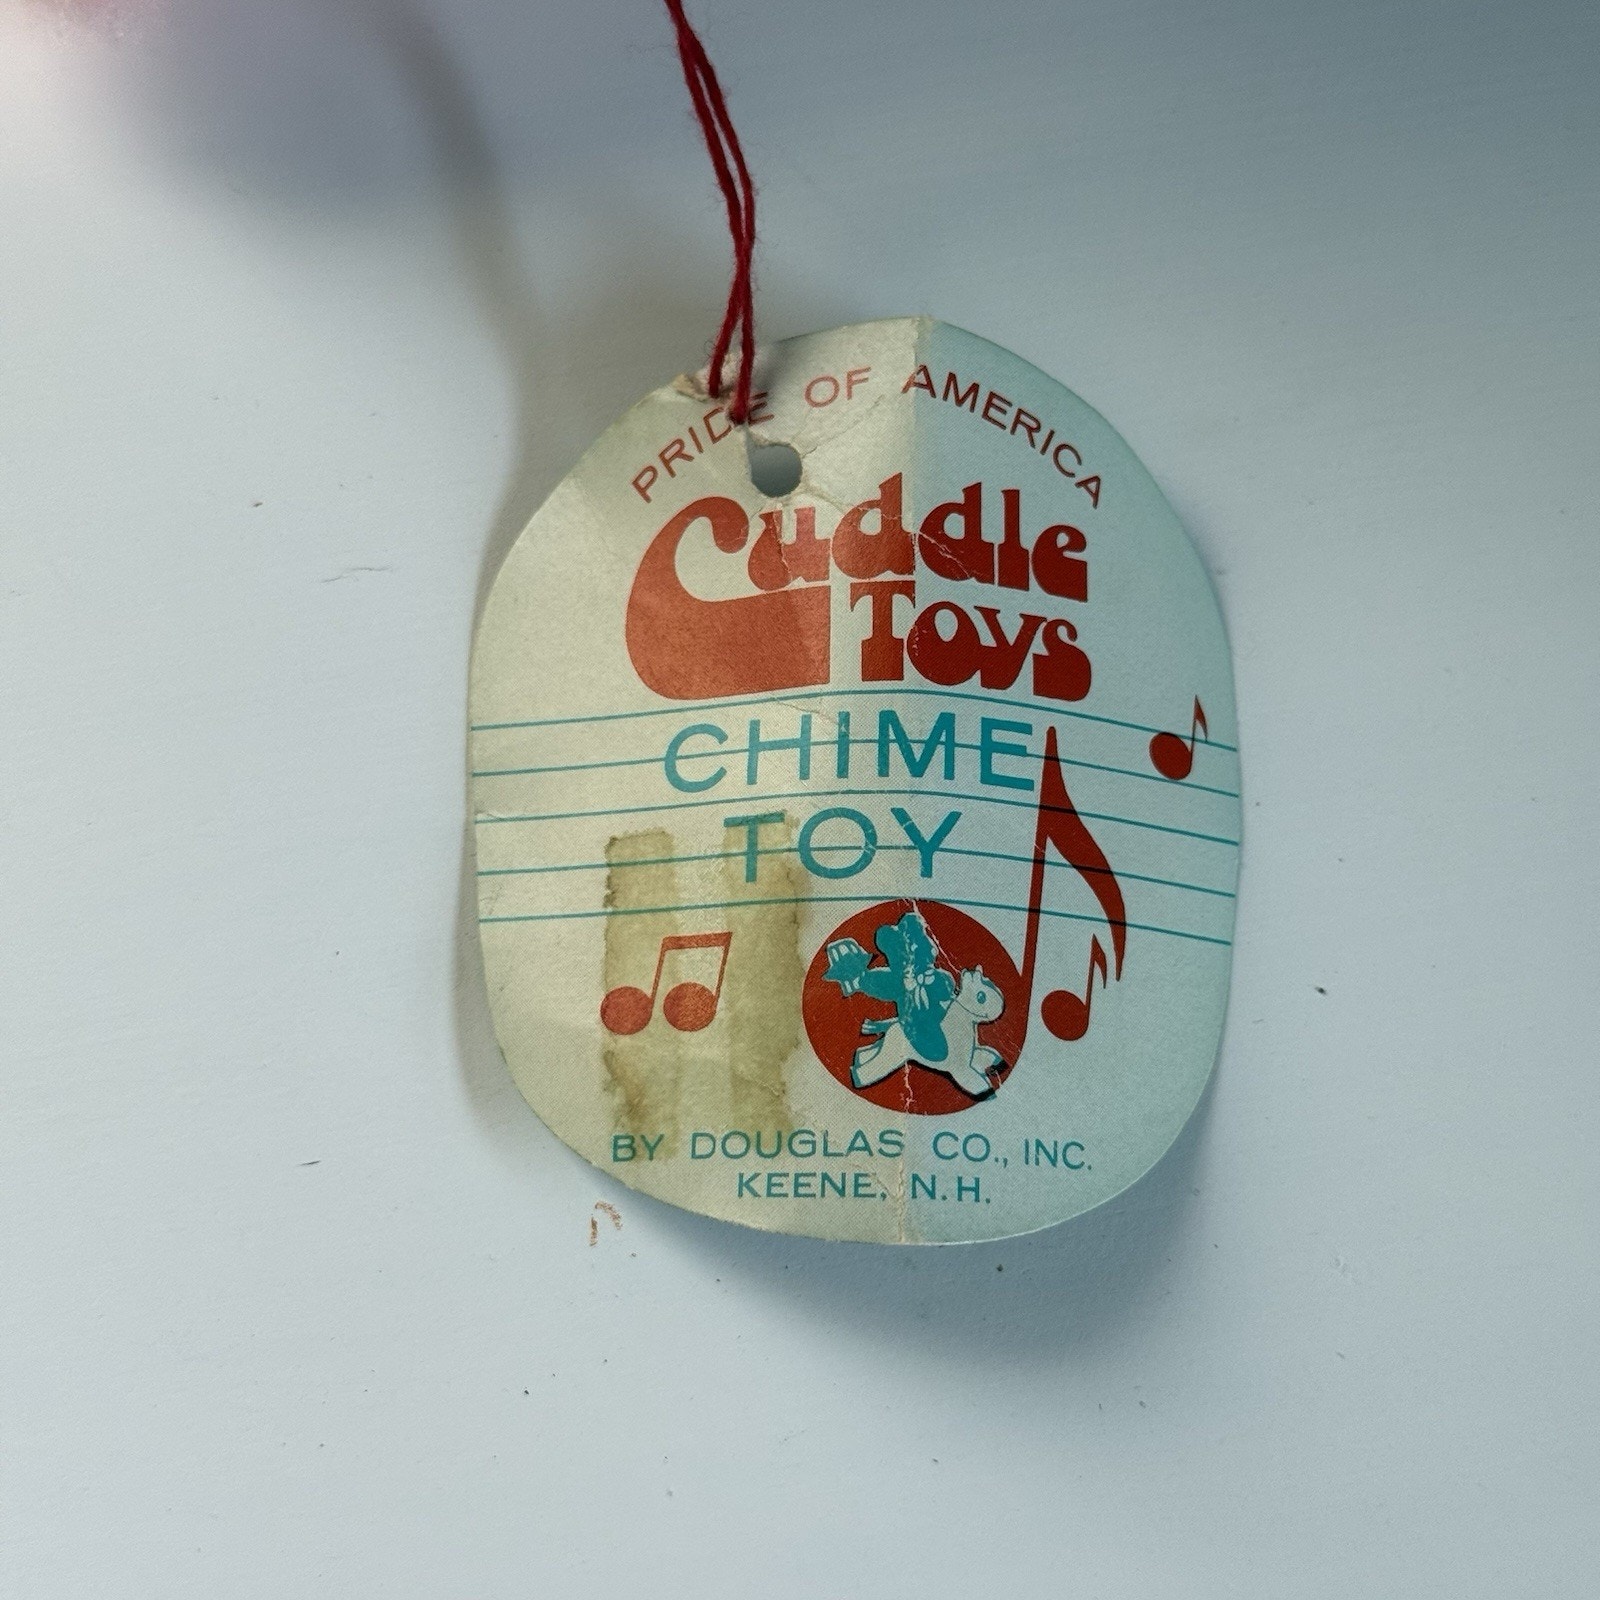 PRIDE OF AMERICA
Cuddle
Toys
CHIME
TOY
BY DOUGLAS CO., INC.
KEENE, N.H.